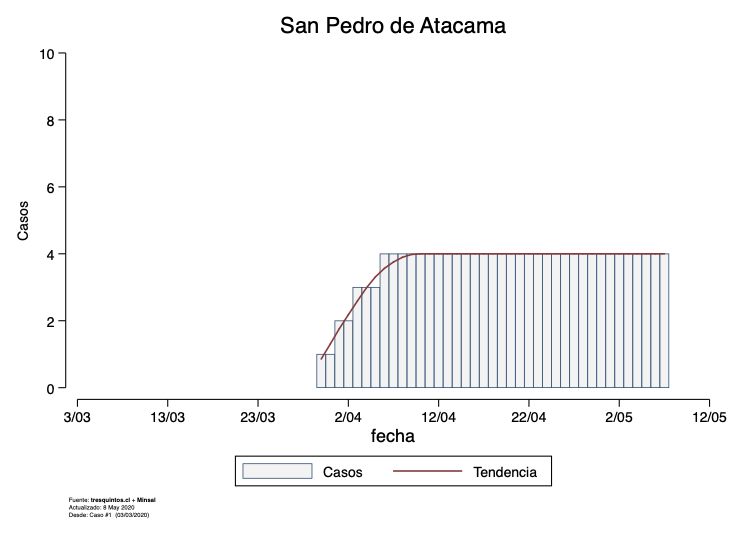 San Pedro de Atacama
Casos
10
8
6
4
2
0
3/03 13/03 23/03 2/04 12/04 22/04 2/05 12/05
fecha
Casos Tendencia
Fuente: tresquintos.cl + Minsal
Actualizado: 8 May 2020
Desde: Caso #1 (03/03/2020)